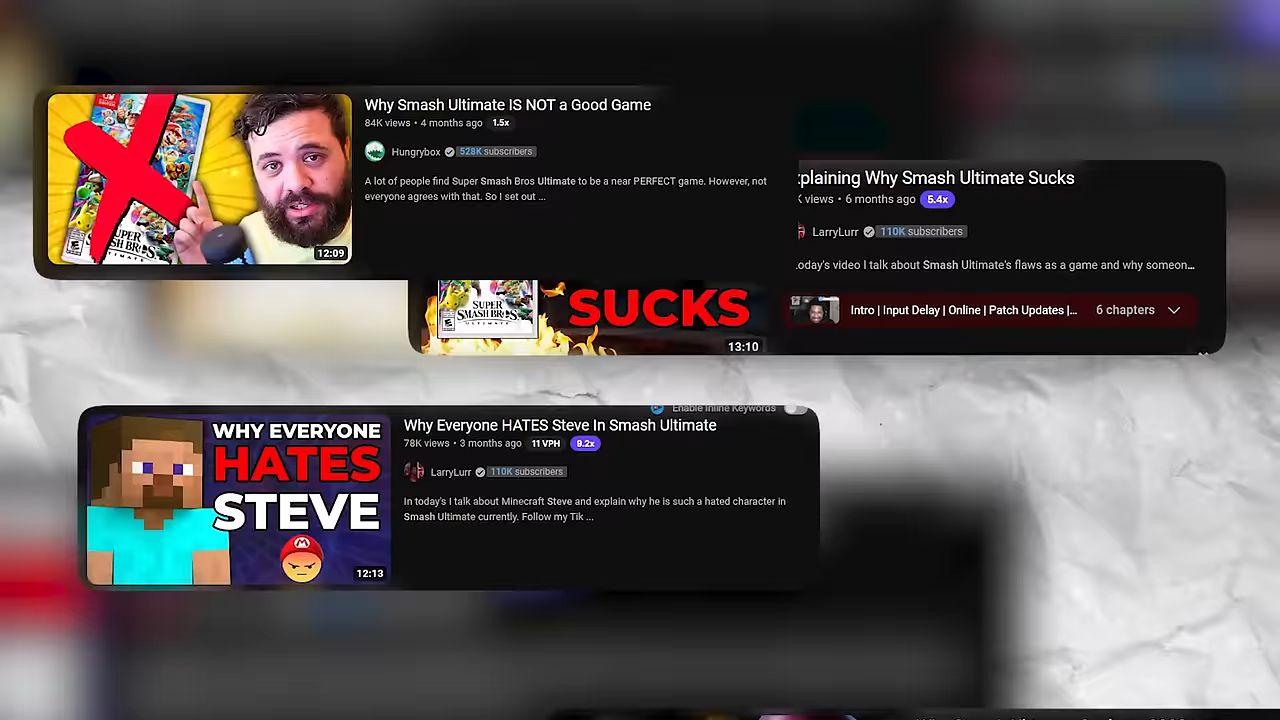 Why Smash Ultimate IS NOT a Good Game
84K views • 4 months ago 1.5x
Hungrybox 528K subscribers
A lot of people find Super Smash Bros Ultimate to be a near PERFECT game. However, not
everyone agrees with that. So I set out ...
12:09
xplaining Why Smash Ultimate Sucks
K views • 6 months ago 5.4x
LarryLurr 110K subscribers
oday's video I talk about Smash Ultimate's flaws as a game and why someon...
Intro | Input Delay | Online | Patch Updates |... 6 chapters
SUPER
SMASH BROS.
ULTIMATE
SUCKS
13:10
Enable Inline Keywords
WHY EVERYONE
HATES
STEVE
12:13
Why Everyone HATES Steve In Smash Ultimate
78K views • 3 months ago 11 VPH 9.2x
LarryLurr 110K subscribers
In today's I talk about Minecraft Steve and explain why he is such a hated character in
Smash Ultimate currently. Follow my Tik ...